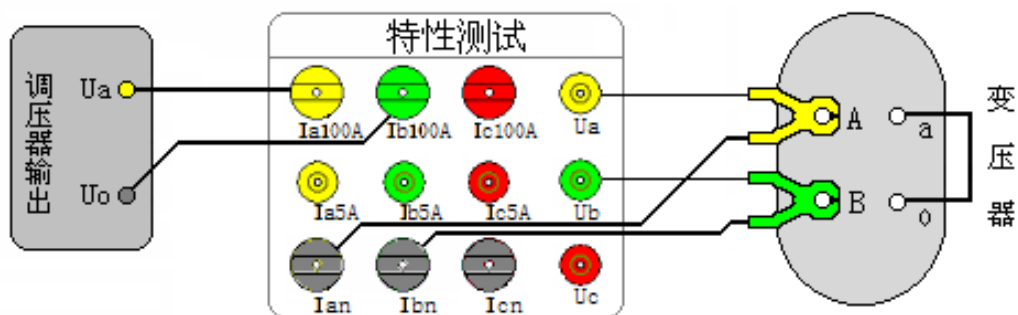 特性测试
调压器输出
Ua
Uo
Ia100A Ib100A Ic100A Ua
Ia5A Ib5A Ic5A Ub
Ian Ibn Icn Uc
A a
B o
变压器